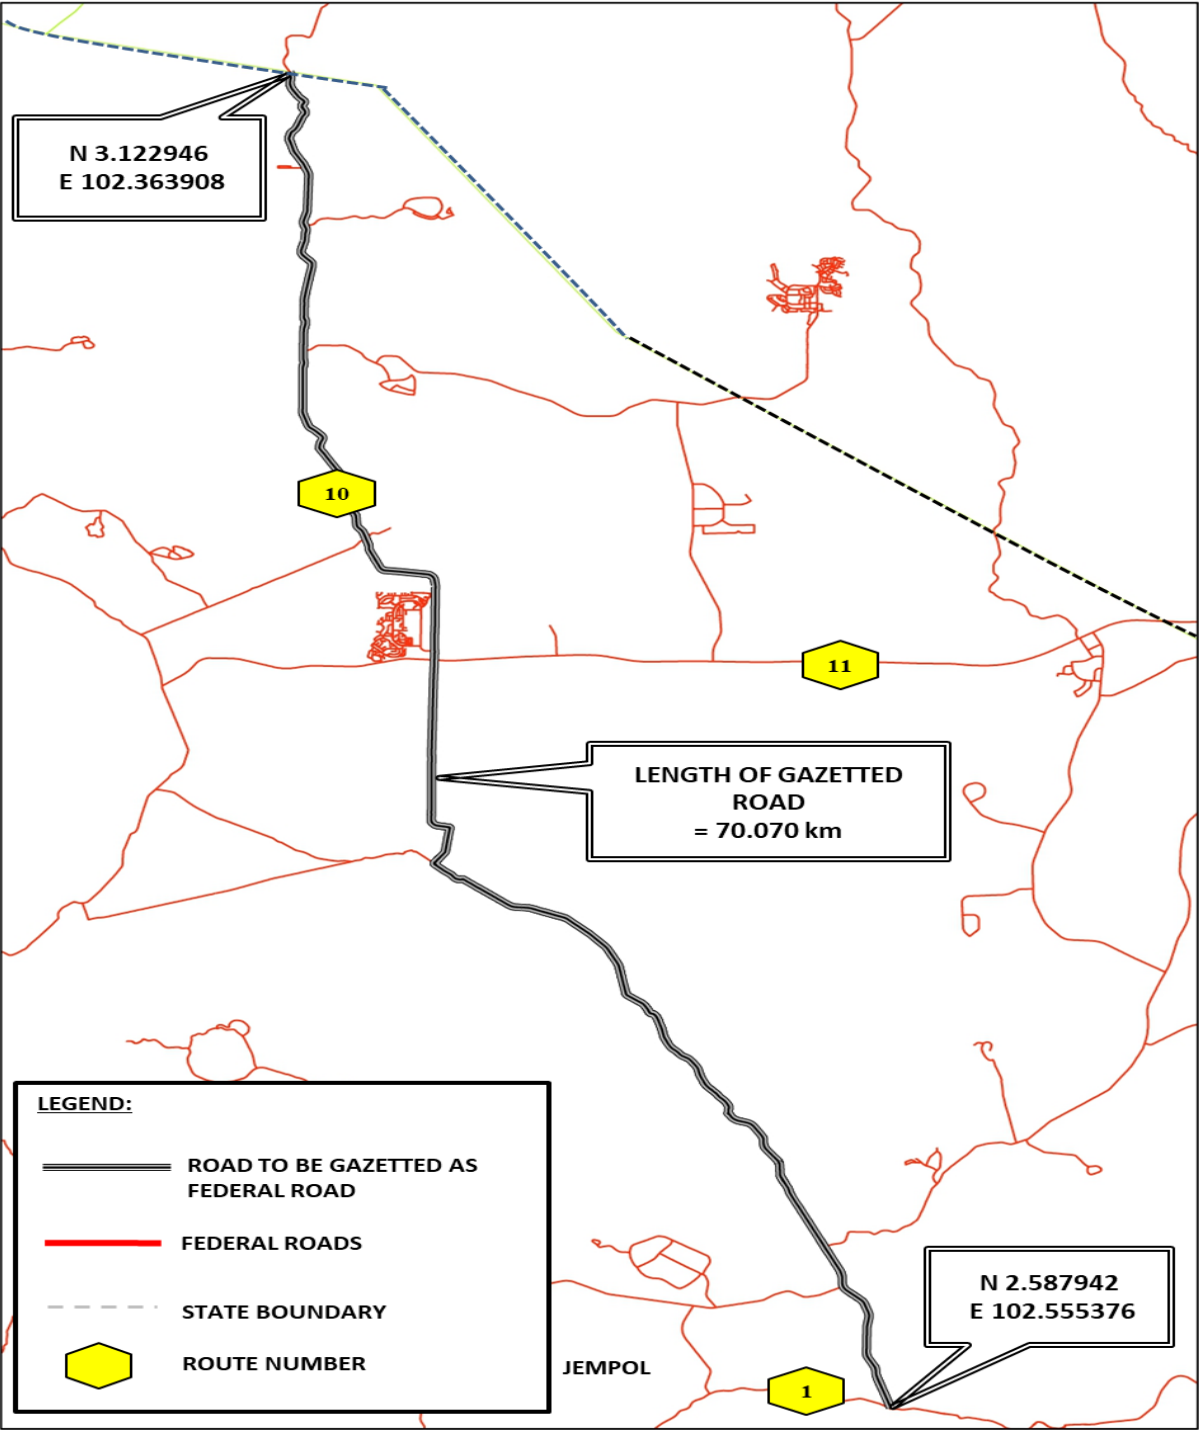 N 3.122946
E 102.363908
10
11
LENGTH OF GAZETTED
ROAD
= 70.070 km
LEGEND:
ROAD TO BE GAZETTED AS
FEDERAL ROAD
FEDERAL ROADS
STATE BOUNDARY
ROUTE NUMBER
N 2.587942
E 102.555376
JEMPOL
1